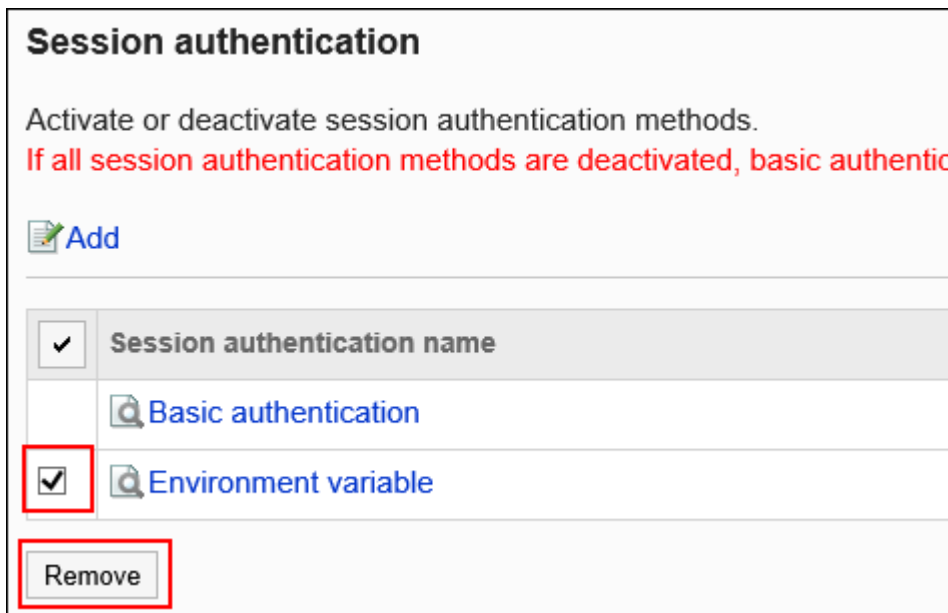 Session authentication
Activate or deactivate session authentication methods.
If all session authentication methods are deactivated, basic
Add
Session authentication name
Basic authentication
Environment variable
Remove